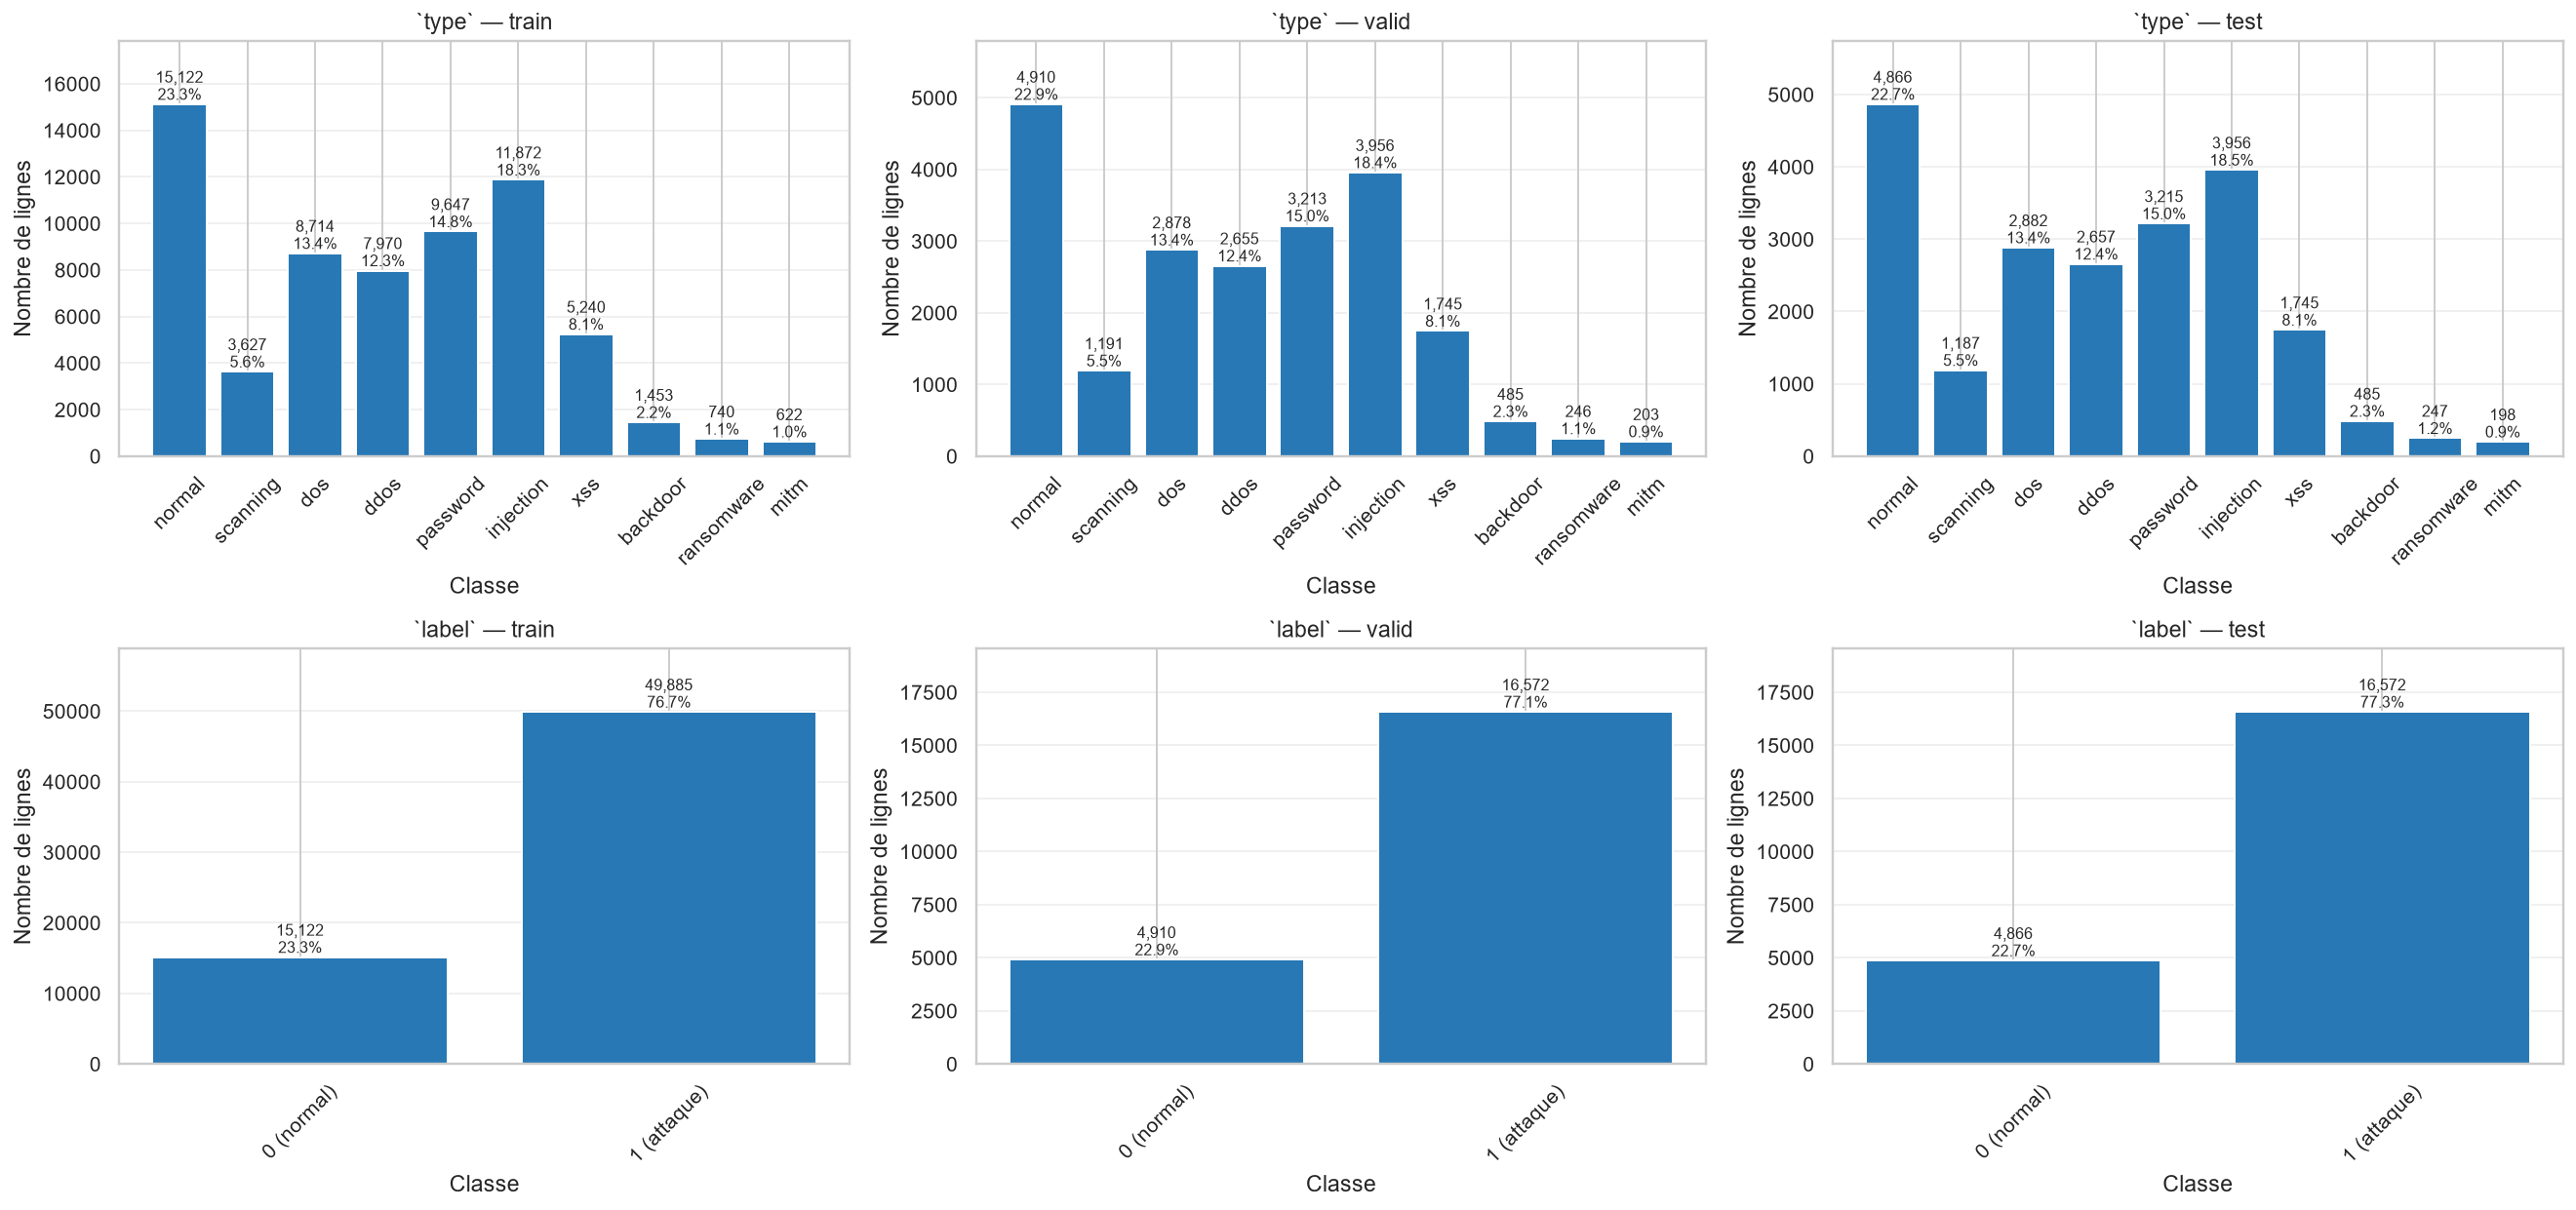 `type` — train
16000
14000
12000
10000
8000
6000
4000
2000
0
Nombre de lignes
15,122
23.3%
3,627
5.6%
8,714
13.4%
7,970
12.3%
9,647
14.8%
11,872
18.3%
5,240
8.1%
1,453
2.2%
740
1.1%
622
1.0%
normal
scanning
dos
ddos
password
injection
xss
backdoor
ransomware
mitm
Classe
`type` — valid
5000
4000
3000
2000
1000
0
Nombre de lignes
4,910
22.9%
1,191
5.5%
2,878
13.4%
2,655
12.4%
3,213
15.0%
3,956
18.4%
1,745
8.1%
485
2.3%
246
1.1%
203
0.9%
normal
scanning
dos
ddos
password
injection
xss
backdoor
ransomware
mitm
Classe
`type` — test
5000
4000
3000
2000
1000
0
Nombre de lignes
4,866
22.7%
1,187
5.5%
2,882
13.4%
2,657
12.4%
3,215
15.0%
3,956
18.5%
1,745
8.1%
485
2.3%
247
1.2%
198
0.9%
normal
scanning
dos
ddos
password
injection
xss
backdoor
ransomware
mitm
Classe
`label` — train
50000
40000
30000
20000
10000
0
Nombre de lignes
15,122
23.3%
49,885
76.7%
0 (normal)
1 (attaque)
Classe
`label` — valid
17500
15000
12500
10000
7500
5000
2500
0
Nombre de lignes
4,910
22.9%
16,572
77.1%
0 (normal)
1 (attaque)
Classe
`label` — test
17500
15000
12500
10000
7500
5000
2500
0
Nombre de lignes
4,866
22.7%
16,572
77.3%
0 (normal)
1 (attaque)
Classe